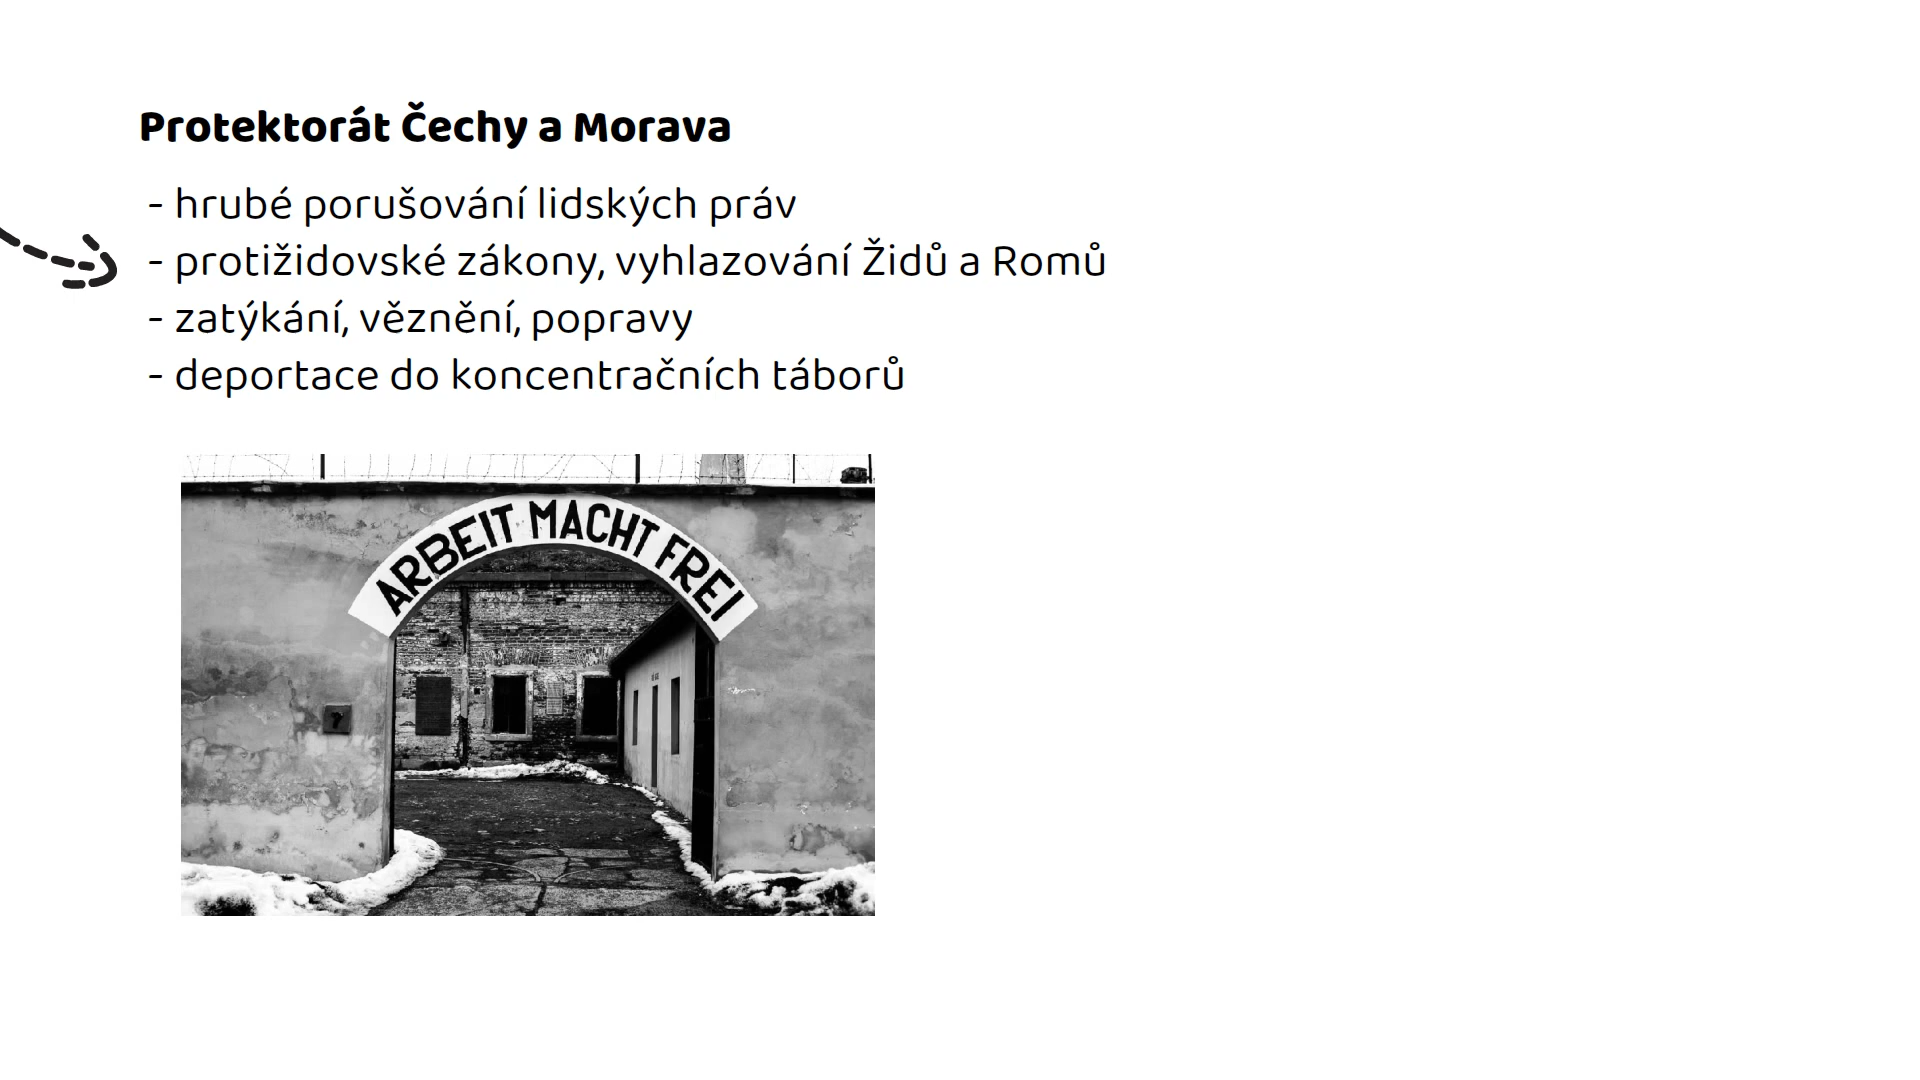 Protektorát Čechy a Morava
- hrubé porušování lidských práv
- protižidovské zákony, vyhlazování Židů a Romů
- zatýkání, věznění, popravy
- deportace do koncentračních táborů
ARBEIT MACHT FREI